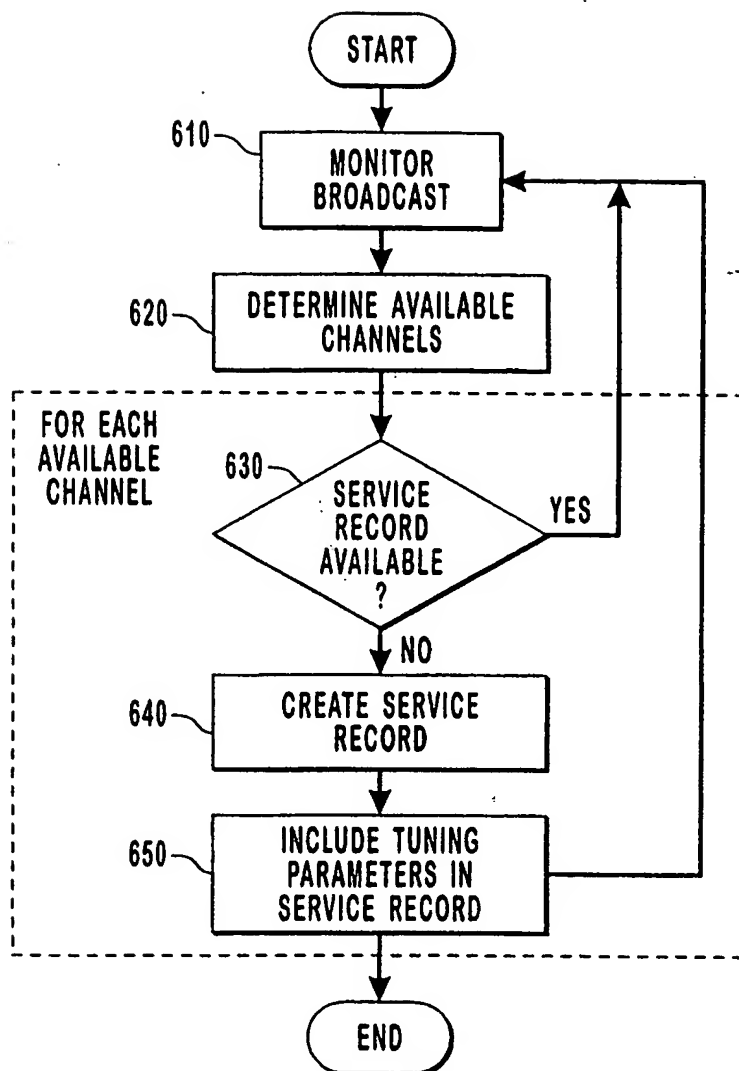 START
610
MONITOR
BROADCAST
620
DETERMINE AVAILABLE
CHANNELS
FOR EACH
AVAILABLE
CHANNEL
630
SERVICE
RECORD
AVAILABLE
?
YES
NO
640
CREATE SERVICE
RECORD
650
INCLUDE TUNING
PARAMETERS IN
SERVICE RECORD
END